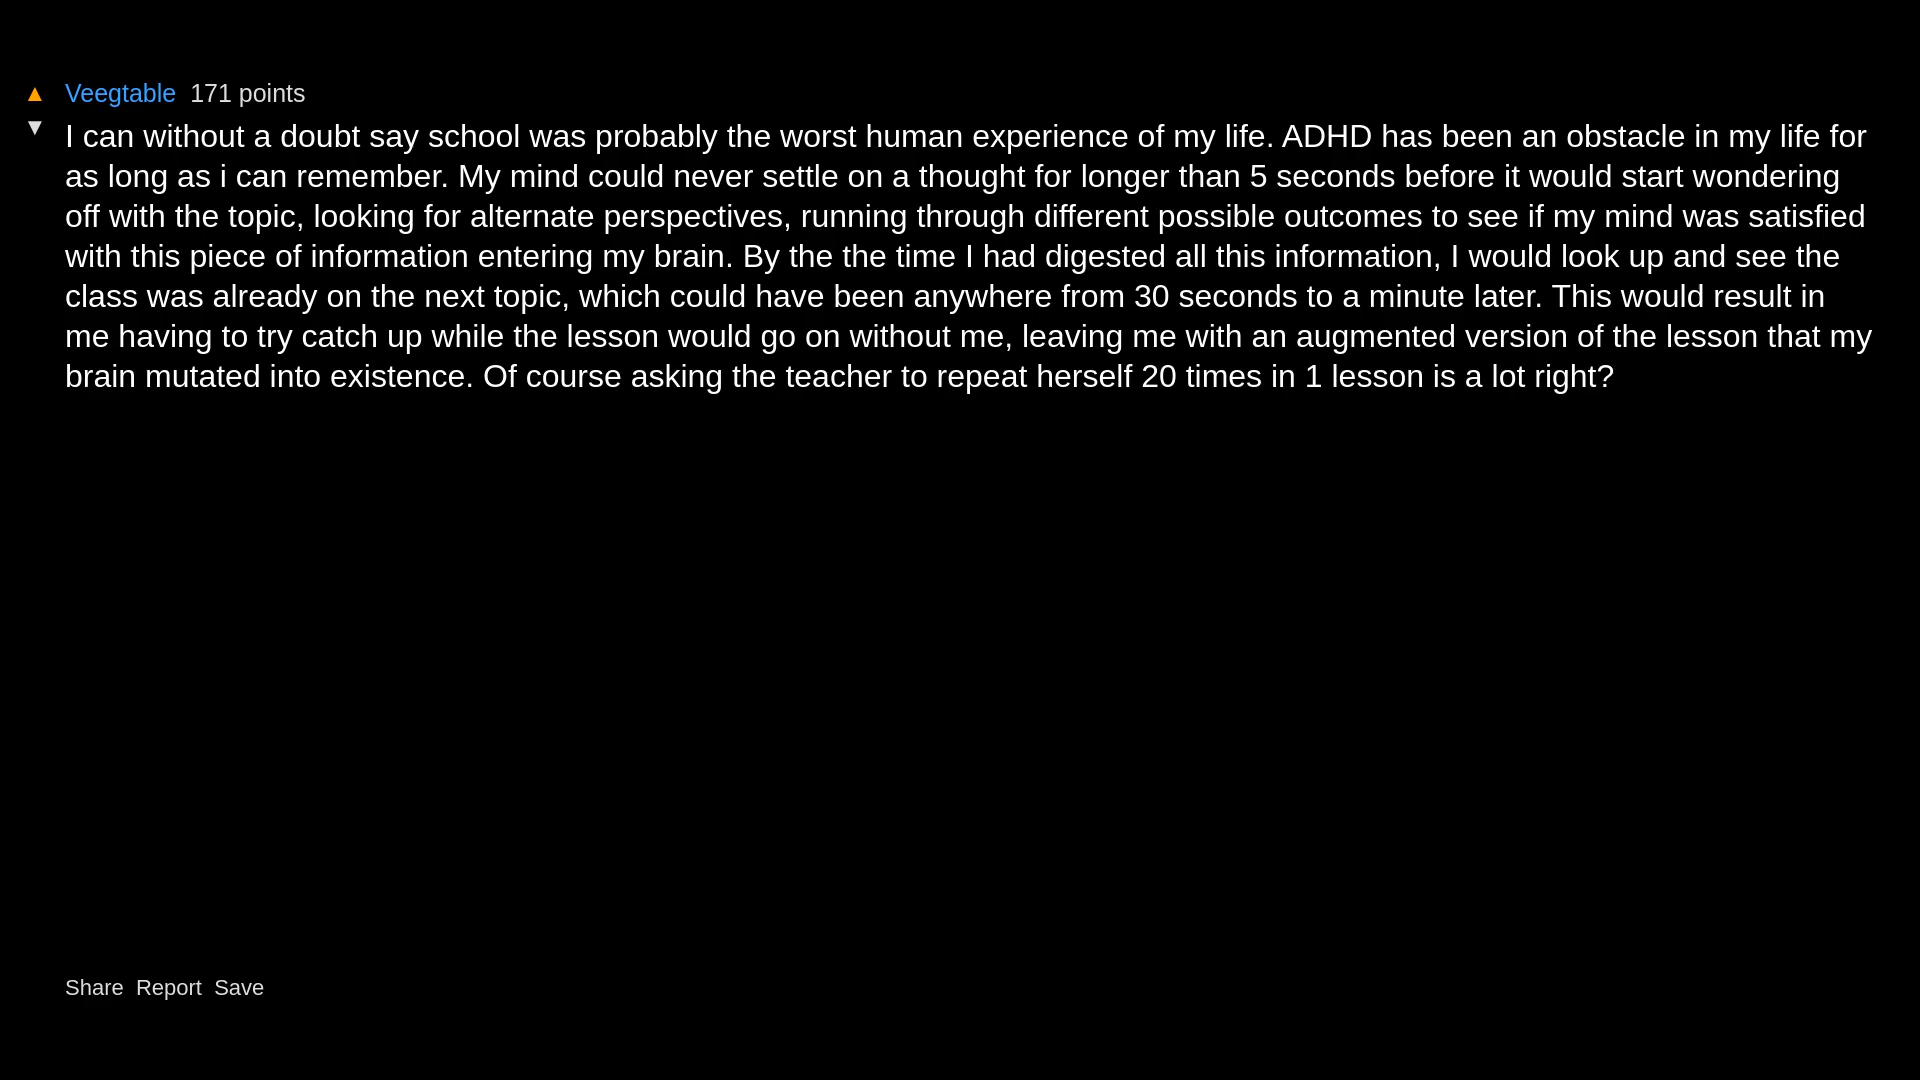 ▲ Veegtable 171 points
▼
I can without a doubt say school was probably the worst human experience of my life. ADHD has been an obstacle in my life for
as long as i can remember. My mind could never settle on a thought for longer than 5 seconds before it would start wondering
off with the topic, looking for alternate perspectives, running through different possible outcomes to see if my mind was satisfied
with this piece of information entering my brain. By the the time I had digested all this information, I would look up and see the
class was already on the next topic, which could have been anywhere from 30 seconds to a minute later. This would result in
me having to try catch up while the lesson would go on without me, leaving me with an augmented version of the lesson that my
brain mutated into existence. Of course asking the teacher to repeat herself 20 times in 1 lesson is a lot right?
Share Report Save